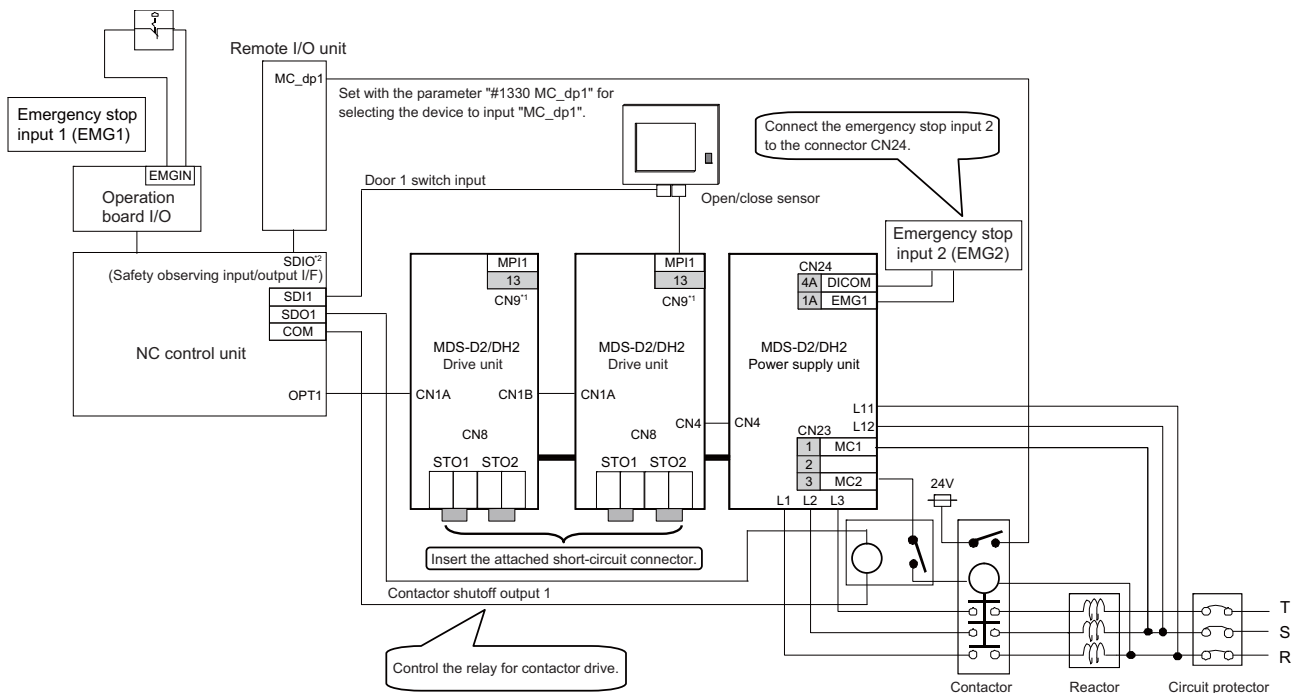 Remote I/O unit
MC_dp1
Set with the parameter "#1330 MC_dp1" for
selecting the device to input "MC_dp1".
Emergency stop
input 1 (EMG1)
Connect the emergency stop input 2
to the connector CN24.
EMGIN
Operation
board I/O
Door 1 switch input
Open/close sensor
Emergency stop
input 2 (EMG2)
SDIO*2
(Safety observing input/output I/F)
SDI1
SDO1
COM
NC control unit
OPT1
MPI1
13
CN9*1
MDS-D2/DH2
Drive unit
CN1A
CN1B
CN8
STO1 STO2
MPI1
13
CN9*1
MDS-D2/DH2
Drive unit
CN1A
CN4
CN8
STO1 STO2
CN24
4A DICOM
1A EMG1
MDS-D2/DH2
Power supply unit
CN4
L11
L12
CN23
1 MC1
2
3 MC2
L1 L2 L3
24V
Insert the attached short-circuit connector.
Contactor shutoff output 1
Control the relay for contactor drive.
T
S
R
Contactor
Reactor
Circuit protector